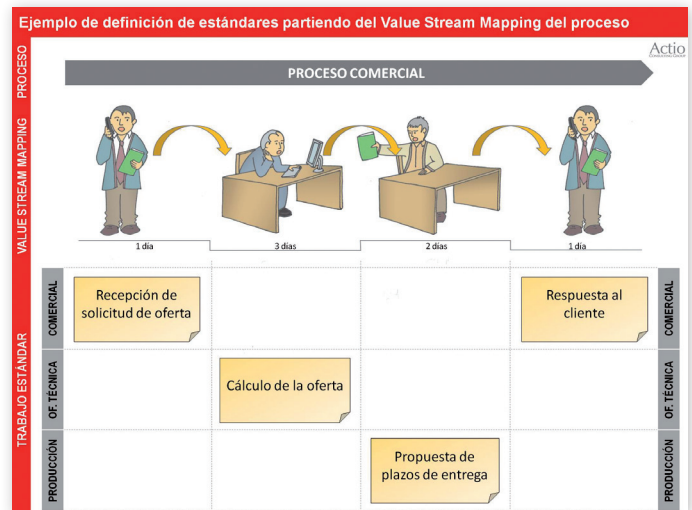 Ejemplo de definición de estándares partiendo del Value Stream Mapping del proceso
PROCESO
Actio
CONSULTING GROUP
PROCESO COMERCIAL
VALUE STREAM MAPPING
1 día
3 días
2 días
1 día
TRABAJO ESTÁNDAR
COMERCIAL
Recepción de
solicitud de oferta
Respuesta al
cliente
COMERCIAL
OF. TÉCNICA
Cálculo de la oferta
OF. TÉCNICA
PRODUCCIÓN
Propuesta de
plazos de entrega
PRODUCCIÓN